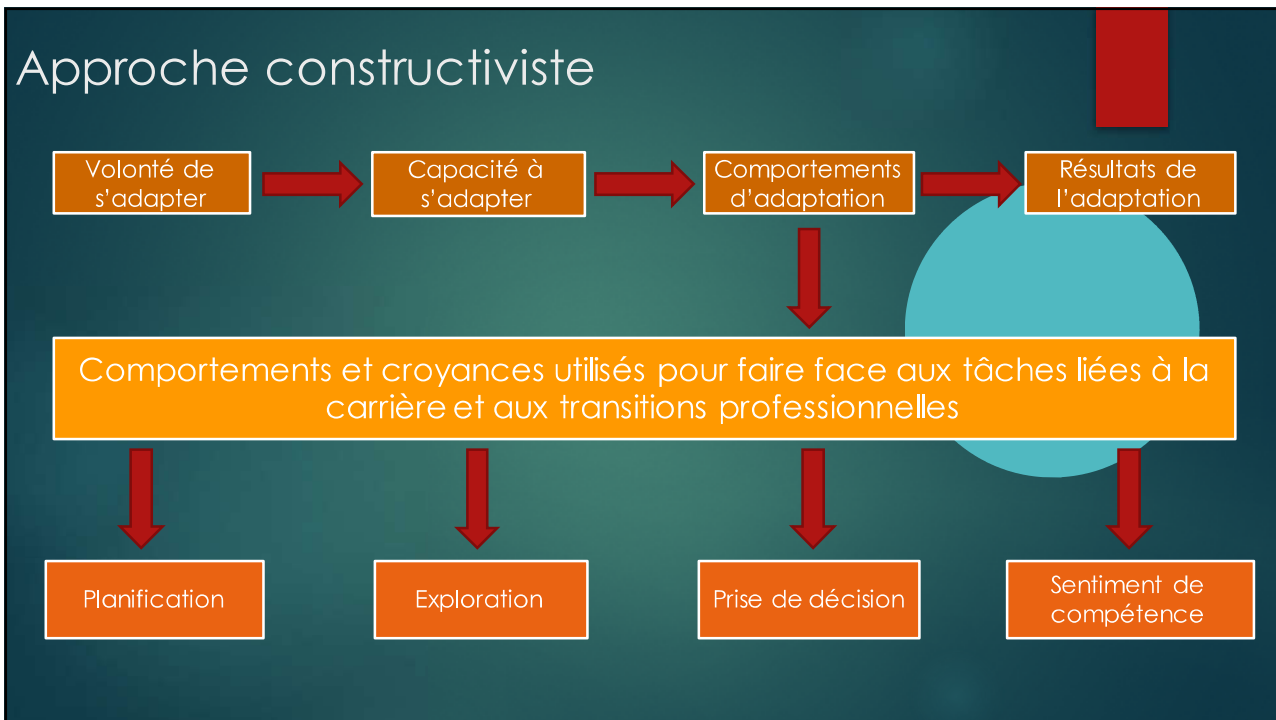 Approche constructiviste
Volonté de
s’adapter
Capacité à
s’adapter
Comportements
d’adaptation
Résultats de
l’adaptation
Comportements et croyances utilisés pour faire face aux tâches liées à la
carrière et aux transitions professionnelles
Planification
Exploration
Prise de décision
Sentiment de
compétence